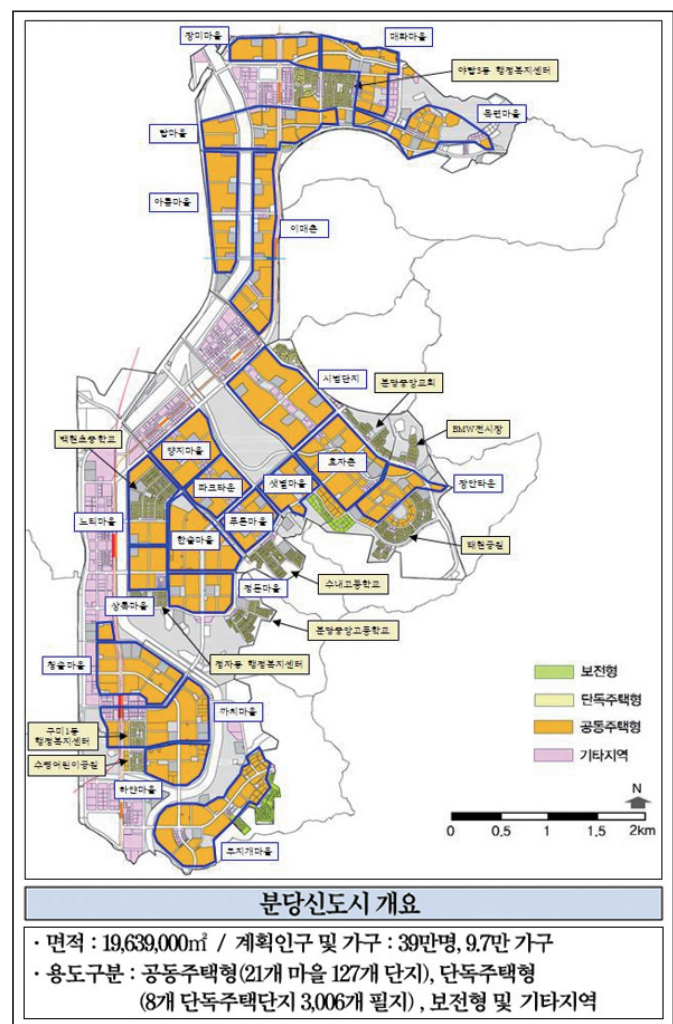 장미마을
매화마을
야탑3동 행정복지센터
목련마을
탑마을
아름마을
이매촌
시범단지
분당중앙교회
BMW전시장
백현초중학교
양지마을
효자촌
샛별마을
장안타운
파크타운
느티마을
푸른마을
한솔마을
태현공원
수내고등학교
정든마을
상록마을
분당중앙고등학교
정자동 행정복지센터
청솔마을
까치마을
구미1동
행정복지센터
수평어린이공원
하얀마을
무지개마을
보전형
단독주택형
공동주택형
기타지역
N
0 0.5 1 1.5 2km
분당신도시 개요
· 면적 : 19,639,000㎡ / 계획인구 및 가구 : 39만명, 9.7만 가구
· 용도구분 : 공동주택형(21개 마을 127개 단지), 단독주택형
(8개 단독주택단지 3,006개 필지) , 보전형 및 기타지역